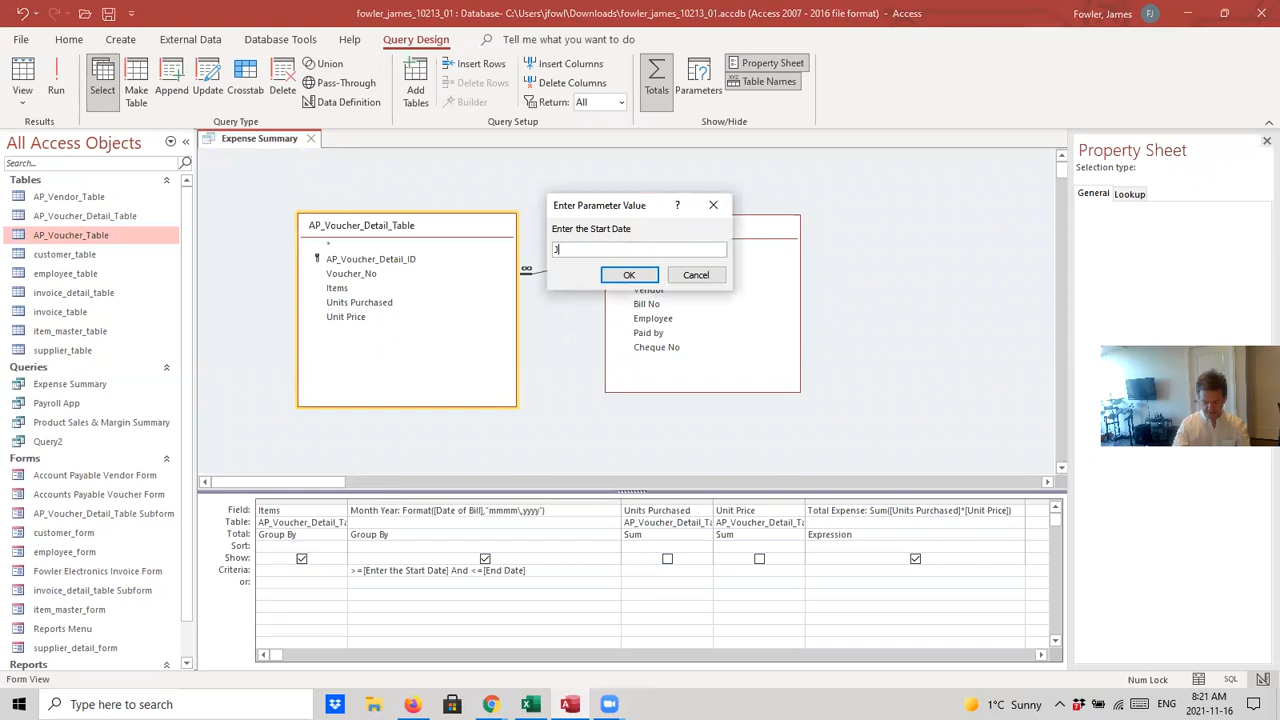 fowler_james_10213_01 : Database- C:\Users\jfowl\Downloads\fowler_james_10213_01.accdb (Access 2007 - 2016 file format) - Access
Fowler, James
FJ
File
Home
Create
External Data
Database Tools
Help
Query Design
Tell me what you want to do
View
Run
Select
Make Table
Append
Update
Crosstab
Delete
Union
Pass-Through
Data Definition
Add Tables
Insert Rows
Delete Rows
Builder
Insert Columns
Delete Columns
Return: All
Totals
Parameters
Property Sheet
Table Names
Results
Query Type
Query Setup
Show/Hide
All Access Objects
Search...
Tables
AP_Vendor_Table
AP_Voucher_Detail_Table
AP_Voucher_Table
customer_table
employee_table
invoice_detail_table
invoice_table
item_master_table
supplier_table
Queries
Expense Summary
Payroll App
Product Sales & Margin Summary
Query2
Forms
Account Payable Vendor Form
Accounts Payable Voucher Form
AP_Voucher_Detail_Table Subform
customer_form
employee_form
Fowler Electronics Invoice Form
invoice_detail_table Subform
item_master_form
Reports Menu
supplier_detail_form
Reports
Expense Summary
AP_Voucher_Detail_Table
*
AP_Voucher_Detail_ID
Voucher_No
Items
Units Purchased
Unit Price
Enter Parameter Value
?
Enter the Start Date
J
OK
Cancel
Vendor
Bill No
Employee
Paid by
Cheque No
Property Sheet
Selection type:
General
Lookup
Field: Items Month Year: Format([Date of Bill],"mmmm\,yyyy") Units Purchased Unit Price Total Expense: Sum([Units Purchased]*[Unit Price])
Table: AP_Voucher_Detail_Ta AP_Voucher_Detail_Ta AP_Voucher_Detail_Ta
Total: Group By Group By Sum Sum Expression
Sort:
Show:
Criteria: >=[Enter the Start Date] And <=[End Date]
or:
Form View
Num Lock
SQL
Type here to search
1°C Sunny
ENG
8:21 AM
2021-11-16